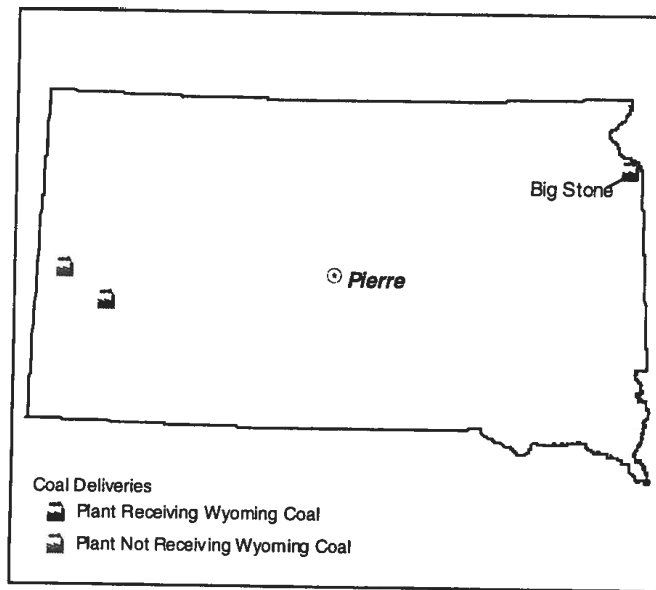 Big Stone
Pierre
Coal Deliveries
Plant Receiving Wyoming Coal
Plant Not Receiving Wyoming Coal